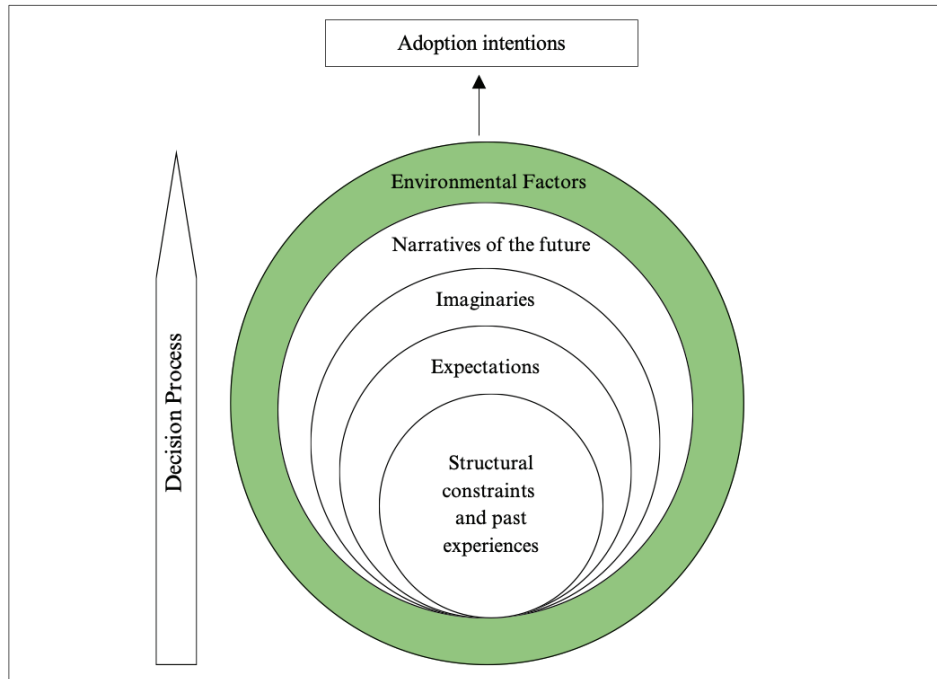 Adoption intentions
Environmental Factors
Narratives of the future
Imaginaries
Expectations
Structural
constraints
and past
experiences
Decision Process